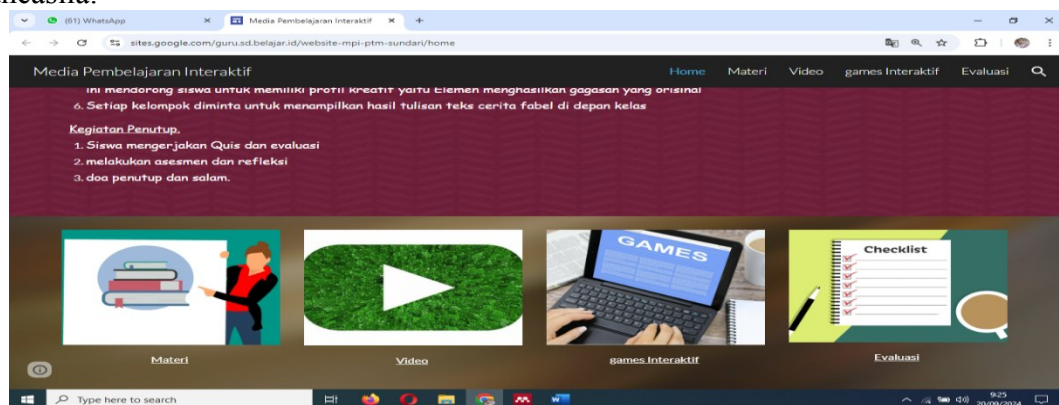 (61) WhatsApp
Media Pembelajaran Interaktif
sites.google.com/guru.sd.belajar.id/website-mpi-ptm-sundari/home
Media Pembelajaran Interaktif Home Materi Video games Interaktif Evaluasi
ini mendorong siswa untuk memiliki profil kreatif yaitu Elemen menghasilkan gagasan yang orisinal
6. Setiap kelompok diminta untuk menampilkan hasil tulisan teks cerita fabel di depan kelas
Kegiatan Penutup.
1. Siswa mengerjakan Quis dan evaluasi
2. melakukan asesmen dan refleksi
3. doa penutup dan salam.
GAMES
Checklist
Materi
Video
games Interaktif
Evaluasi
Type here to search
9:25
20/09/2024